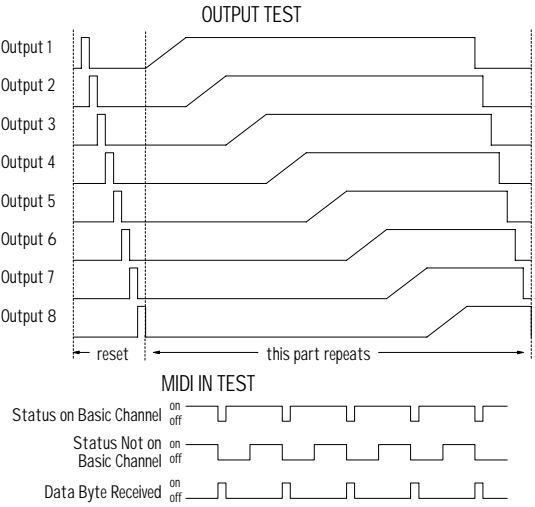 OUTPUT TEST
Output 1
Output 2
Output 3
Output 4
Output 5
Output 6
Output 7
Output 8
reset
this part repeats
MIDI IN TEST
Status on Basic Channel on
off
Status Not on on
Basic Channel off
Data Byte Received on
off